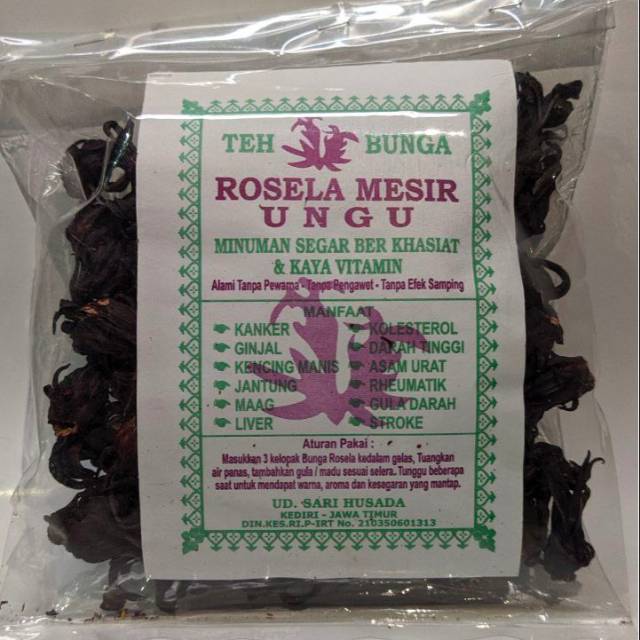 TEH BUNGA
ROSELA MESIR
UNGU
MINUMAN SEGAR BER KHASIAT
& KAYA VITAMIN
Alami Tanpa Pewarna - Tanpa Pengawet - Tanpa Efek Samping
MANFAAT
KANKER KOLESTEROL
GINJAL DARAH TINGGI
KENCING MANIS ASAM URAT
JANTUNG RHEUMATIK
MAAG GULA DARAH
LIVER STROKE
Aturan Pakai :
Masukkan 3 kelopak Bunga Rosela kedalam gelas, Tuangkan
air panas, tambahkan gula / madu sesuai selera. Tunggu beberapa
saat untuk mendapat warna, aroma dan kesegaran yang mantap.
UD. SARI HUSADA
KEDIRI - JAWA TIMUR
DIN.KES.RI.P-IRT No. 210350601313